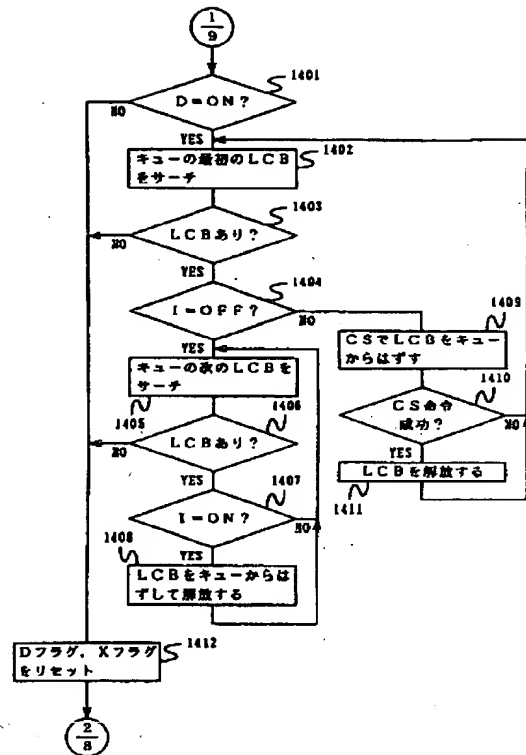 1
9
1401
D=ON?
NO
YES
1402
キューの最初のLCB
をサーチ
1403
LCBあり?
NO
YES
1404
I=OFF?
NO
YES
1409
CSでLCBをキュー
からはずす
キューの次のLCBを
サーチ
1405
1406
1410
CS命令
成功?
NO
YES
LCBあり?
NO
YES
LCBを解放する
1411
1407
I=ON?
NO
YES
1408
LCBをキューからは
ずして解放する
1412
Dフラグ,Xフラグ
をリセット
2
8